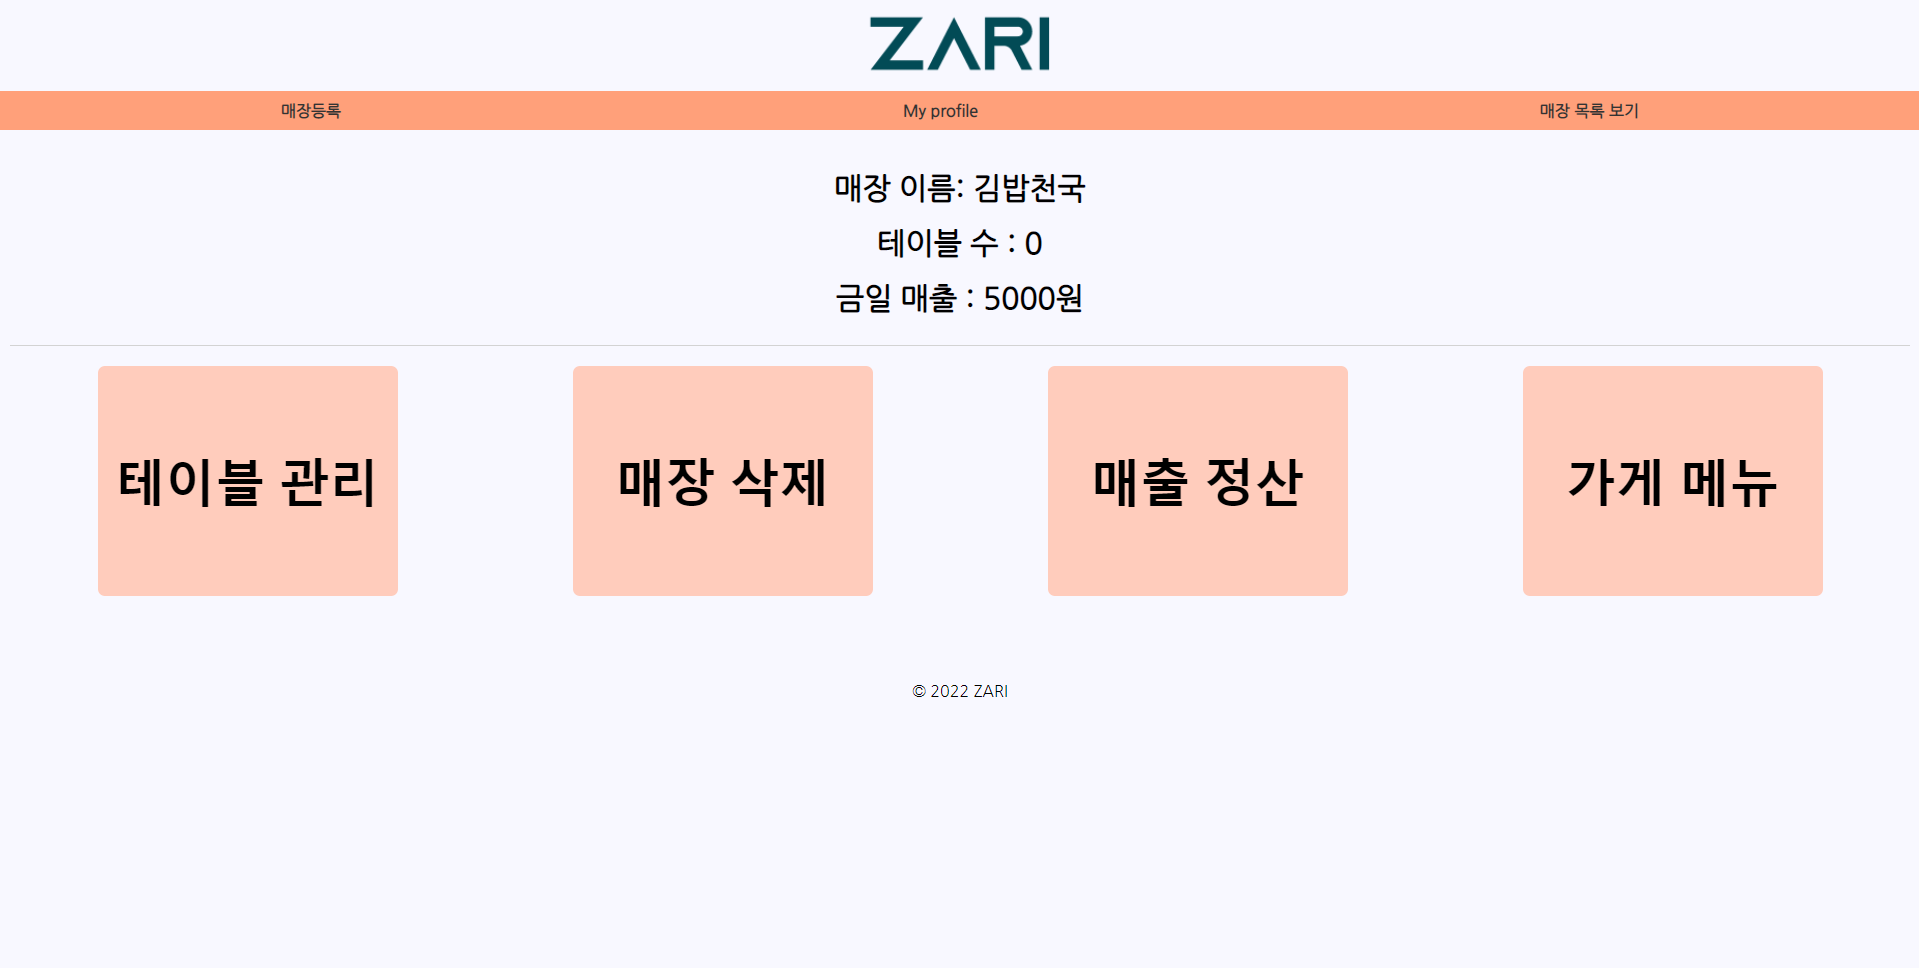 ZARI
매장등록 My profile 매장 목록 보기
매장 이름: 김밥천국
테이블 수 : 0
금일 매출 : 5000원
테이블 관리 매장 삭제 매출 정산 가게 메뉴
© 2022 ZARI